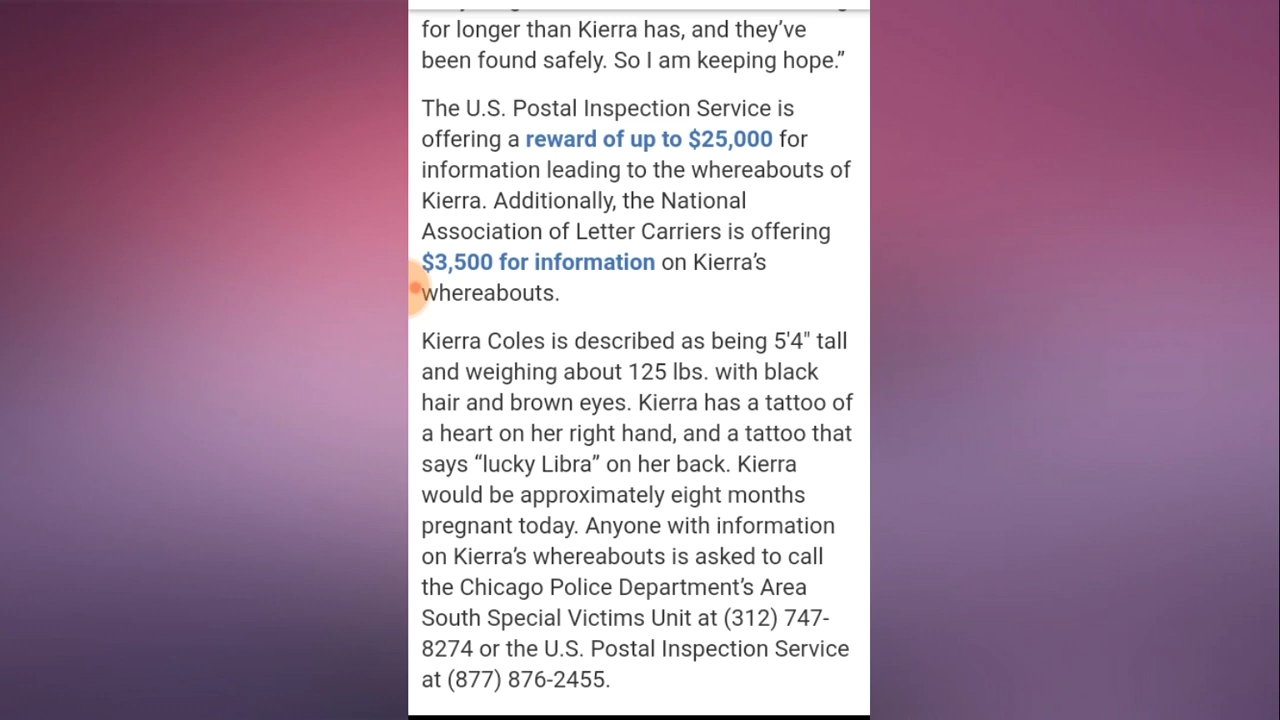 for longer than Kierra has, and they’ve
been found safely. So I am keeping hope.”
The U.S. Postal Inspection Service is
offering a reward of up to $25,000 for
information leading to the whereabouts of
Kierra. Additionally, the National
Association of Letter Carriers is offering
$3,500 for information on Kierra’s
whereabouts.
Kierra Coles is described as being 5'4" tall
and weighing about 125 lbs. with black
hair and brown eyes. Kierra has a tattoo of
a heart on her right hand, and a tattoo that
says “lucky Libra” on her back. Kierra
would be approximately eight months
pregnant today. Anyone with information
on Kierra’s whereabouts is asked to call
the Chicago Police Department’s Area
South Special Victims Unit at (312) 747-
8274 or the U.S. Postal Inspection Service
at (877) 876-2455.